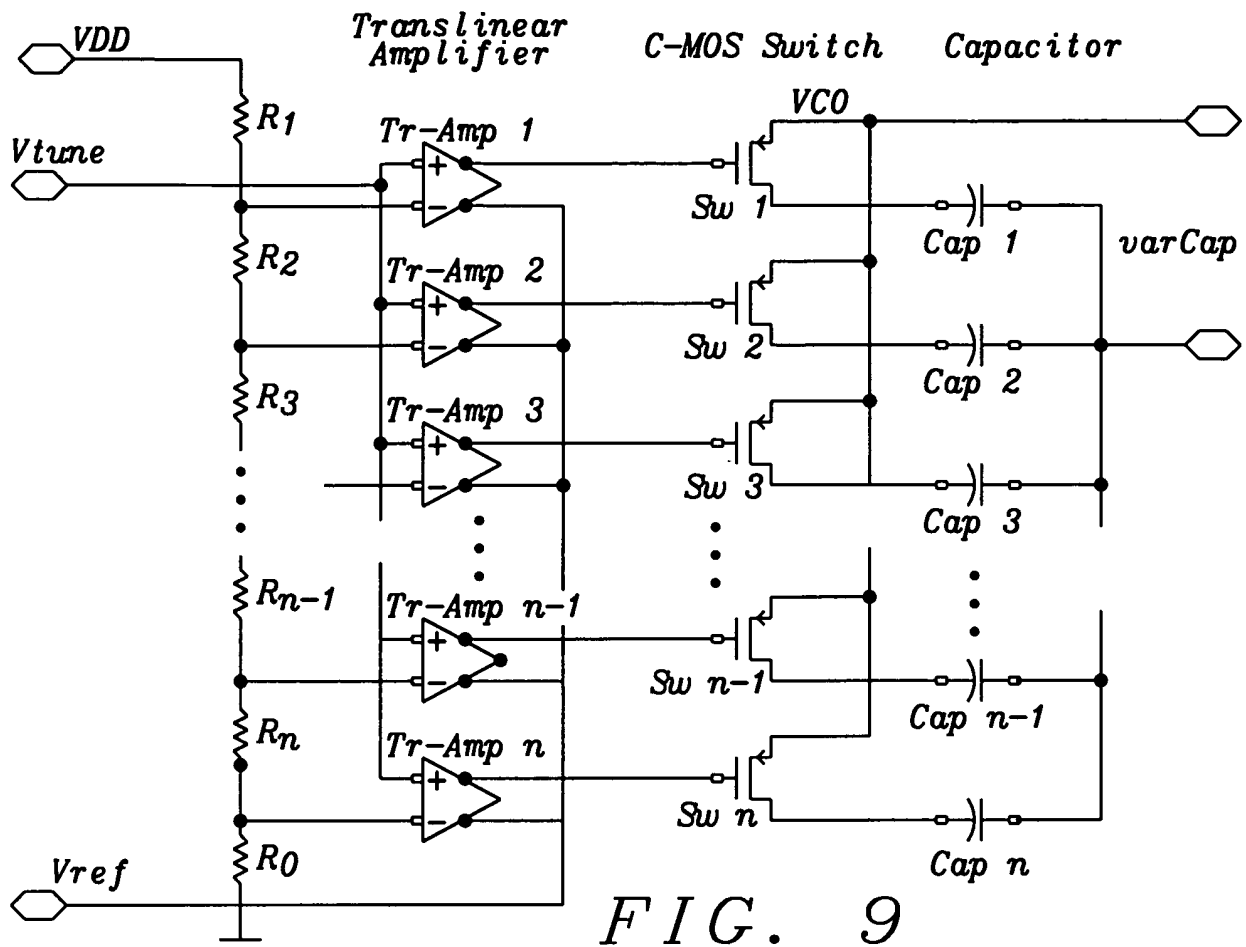 Translinear
Amplifier
C-MOS Switch
Capacitor
VDD
R1
Vtune
Tr-Amp 1
+
−
VCO
Sw 1
Cap 1
varCap
R2
Tr-Amp 2
+
−
Sw 2
Cap 2
R3
Tr-Amp 3
+
−
Sw 3
Cap 3
Rn-1
Tr-Amp n-1
+
−
Sw n-1
Cap n-1
Rn
Tr-Amp n
+
−
Sw n
Cap n
R0
Vref
FIG. 9